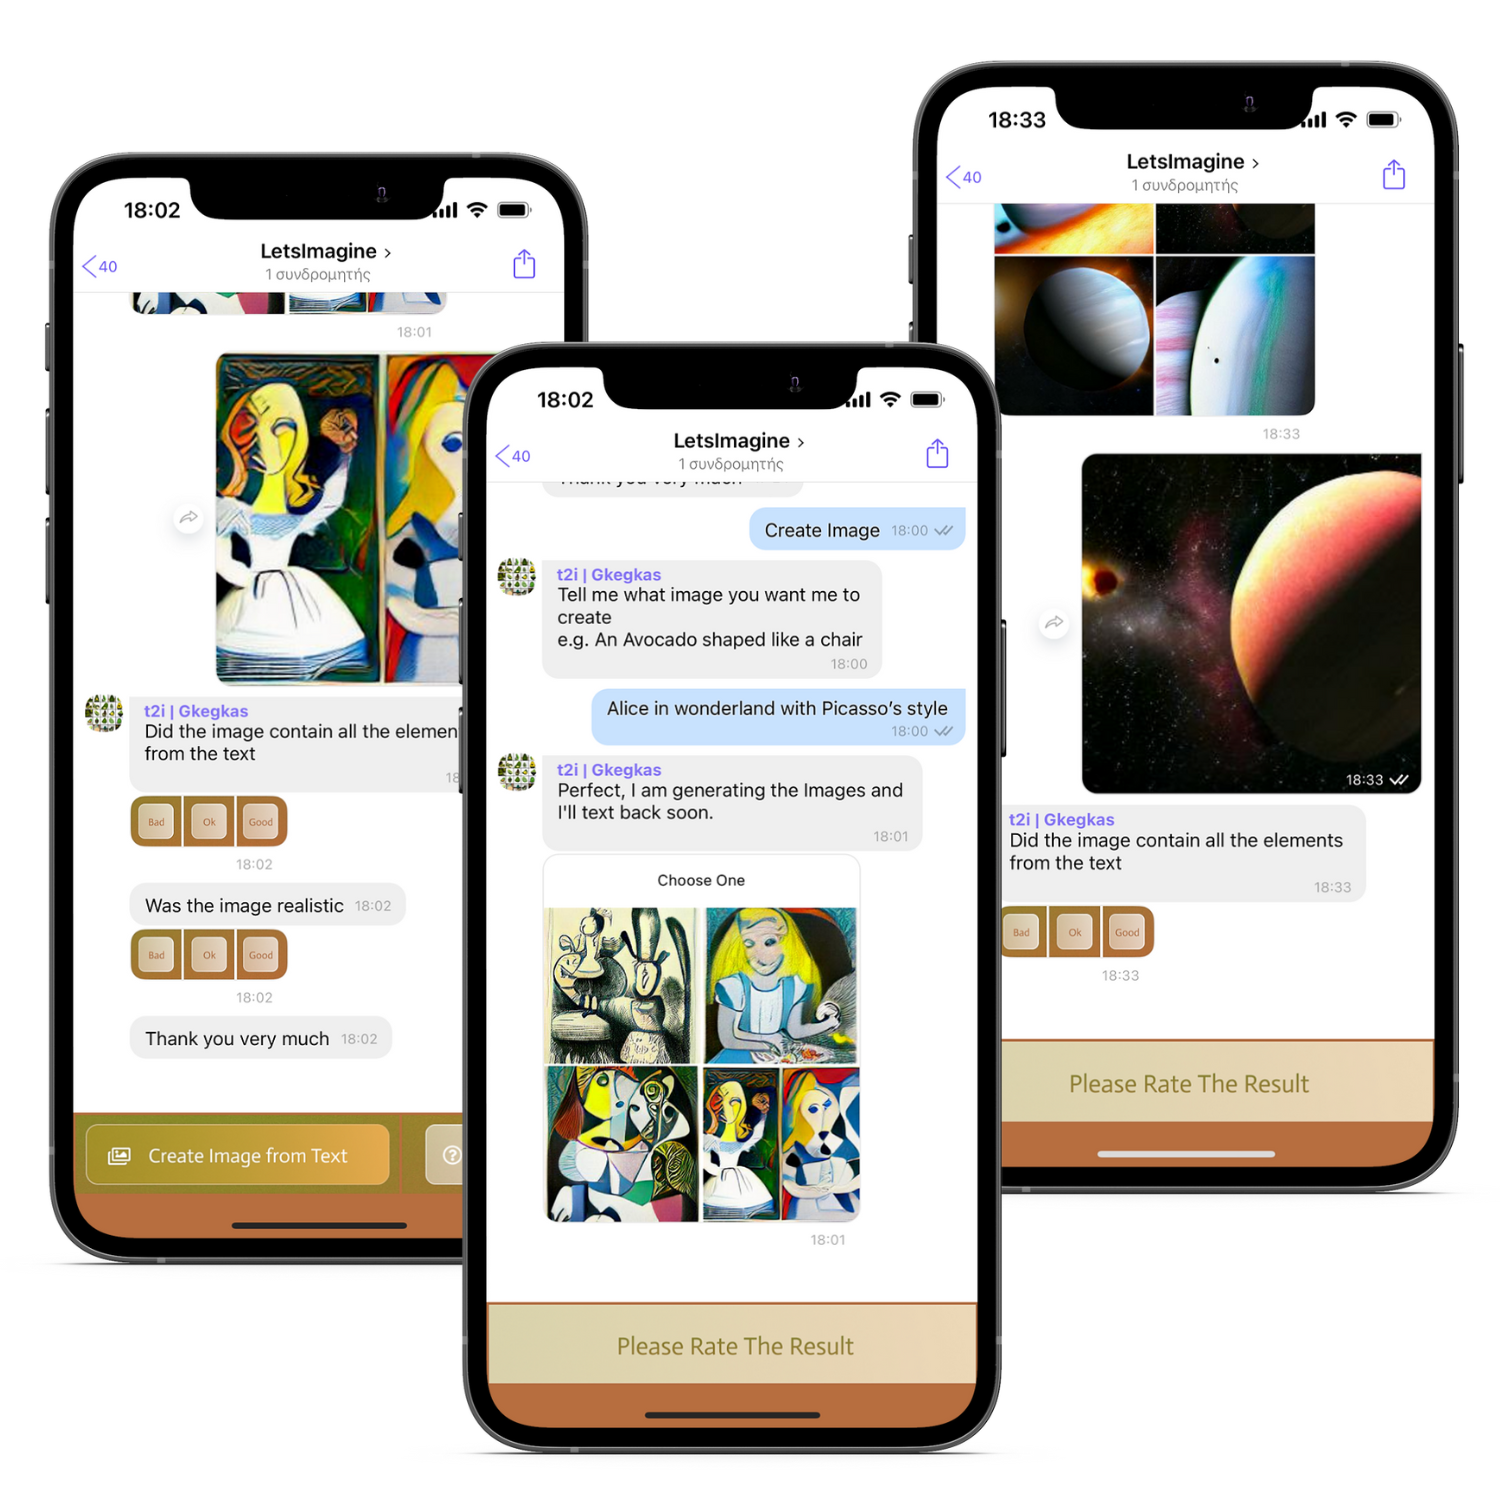 18:02
40
LetsImagine >
1 συνδρομητής
18:01
t2i | Gkegkas
Did the image contain all the elemen
from the text
18
Bad Ok Good
18:02
Was the image realistic 18:02
Bad Ok Good
18:02
Thank you very much 18:02
Create Image from Text
18:02
40
LetsImagine >
1 συνδρομητής
Thank you very much
Create Image 18:00
t2i | Gkegkas
Tell me what image you want me to
create
e.g. An Avocado shaped like a chair
18:00
Alice in wonderland with Picasso’s style
18:00
t2i | Gkegkas
Perfect, I am generating the Images and
I'll text back soon.
18:01
Choose One
18:01
Please Rate The Result
18:33
40
LetsImagine >
1 συνδρομητής
18:33
18:33
t2i | Gkegkas
Did the image contain all the elements
from the text
18:33
Bad Ok Good
18:33
Please Rate The Result